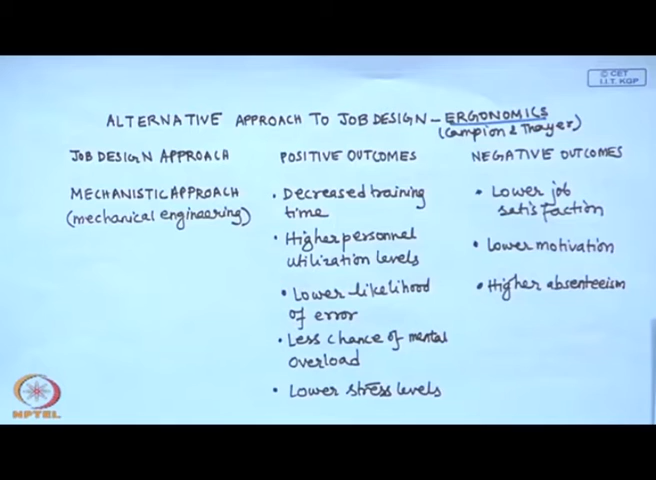 © CET
I.I.T. KGP
ALTERNATIVE APPROACH TO JOB DESIGN - ERGONOMICS
(Campion & Thayer)
JOB DESIGN APPROACH POSITIVE OUTCOMES NEGATIVE OUTCOMES
MECHANISTIC APPROACH
(mechanical engineering)
• Decreased training
time
• Higher personnel
utilization levels
• Lower likelihood
of error
• Less chance of mental
overload
• Lower stress levels
• Lower job
satisfaction
• Lower motivation
• Higher absenteeism
NPTEL